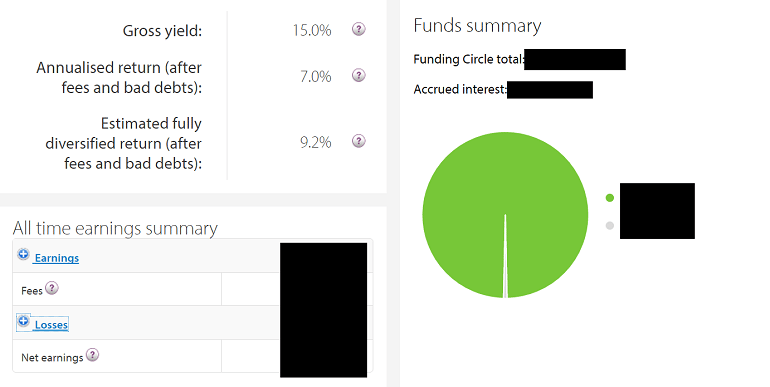 Gross yield: 15.0% ?
Annualised return (after
fees and bad debts): 7.0% ?
Estimated fully
diversified return (after
fees and bad debts): 9.2% ?
All time earnings summary
Earnings
Fees ?
Losses
Net earnings ?
Funds summary
Funding Circle total:
Accrued interest: